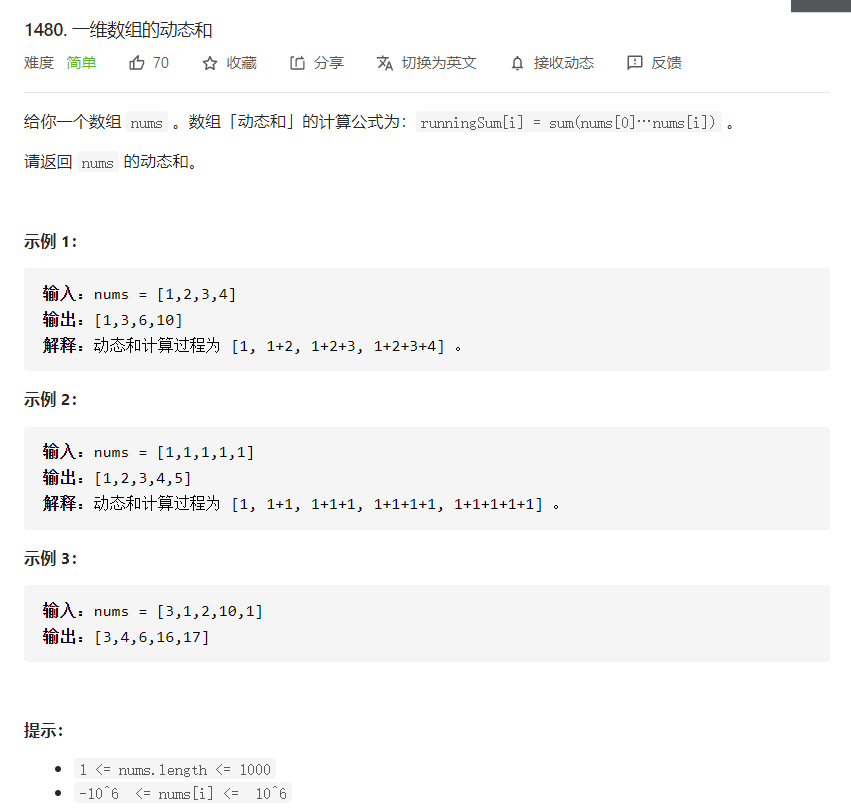 1480. 一维数组的动态和
难度 简单 70 收藏 分享 切换为英文 接收动态 反馈
给你一个数组 nums 。数组「动态和」的计算公式为：runningSum[i] = sum(nums[0]…nums[i]) 。
请返回 nums 的动态和。
示例 1：
输入：nums = [1,2,3,4]
输出：[1,3,6,10]
解释：动态和计算过程为 [1, 1+2, 1+2+3, 1+2+3+4] 。
示例 2：
输入：nums = [1,1,1,1,1]
输出：[1,2,3,4,5]
解释：动态和计算过程为 [1, 1+1, 1+1+1, 1+1+1+1, 1+1+1+1+1] 。
示例 3：
输入：nums = [3,1,2,10,1]
输出：[3,4,6,16,17]
提示：
• 1 <= nums.length <= 1000
• -10^6 <= nums[i] <= 10^6